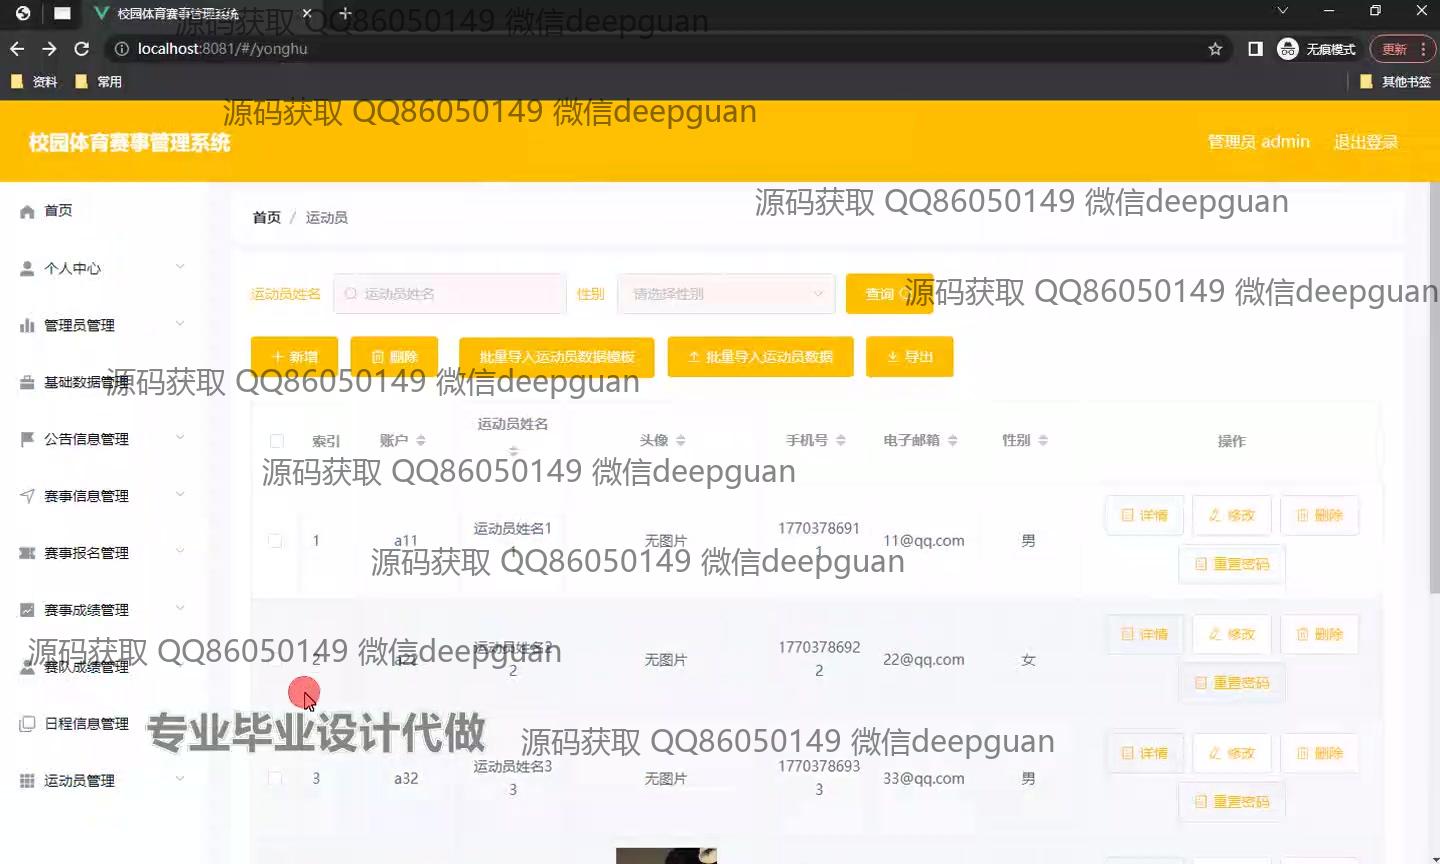 校园体育赛事管理系统
源码获取 QQ86050149 微信deepguan
localhost:8081/#/yonghu
无痕模式
更新
资料
常用
其他书签
源码获取 QQ86050149 微信deepguan
校园体育赛事管理系统
管理员 admin
退出登录
源码获取 QQ86050149 微信deepguan
首页
首页 / 运动员
个人中心
运动员姓名
运动员姓名
性别
请选择性别
查询
源码获取 QQ86050149 微信deepguan
管理员管理
新增
删除
批量导入运动员数据模板
批量导入运动员数据
导出
基础数据管理
源码获取 QQ86050149 微信deepguan
公告信息管理
索引
账户
运动员姓名
头像
手机号
电子邮箱
性别
操作
源码获取 QQ86050149 微信deepguan
赛事信息管理
1
a11
运动员姓名1
1
无图片
1770378691
1
11@qq.com
男
详情
修改
删除
重置密码
赛事报名管理
源码获取 QQ86050149 微信deepguan
赛事成绩管理
源码获取 QQ86050149 微信deepguan
赛队成绩管理
2
运动员姓名2
2
无图片
1770378692
2
22@qq.com
女
详情
修改
删除
重置密码
日程信息管理
专业毕业设计代做
源码获取 QQ86050149 微信deepguan
运动员管理
3
a32
运动员姓名3
3
无图片
1770378693
3
33@qq.com
男
详情
修改
删除
重置密码